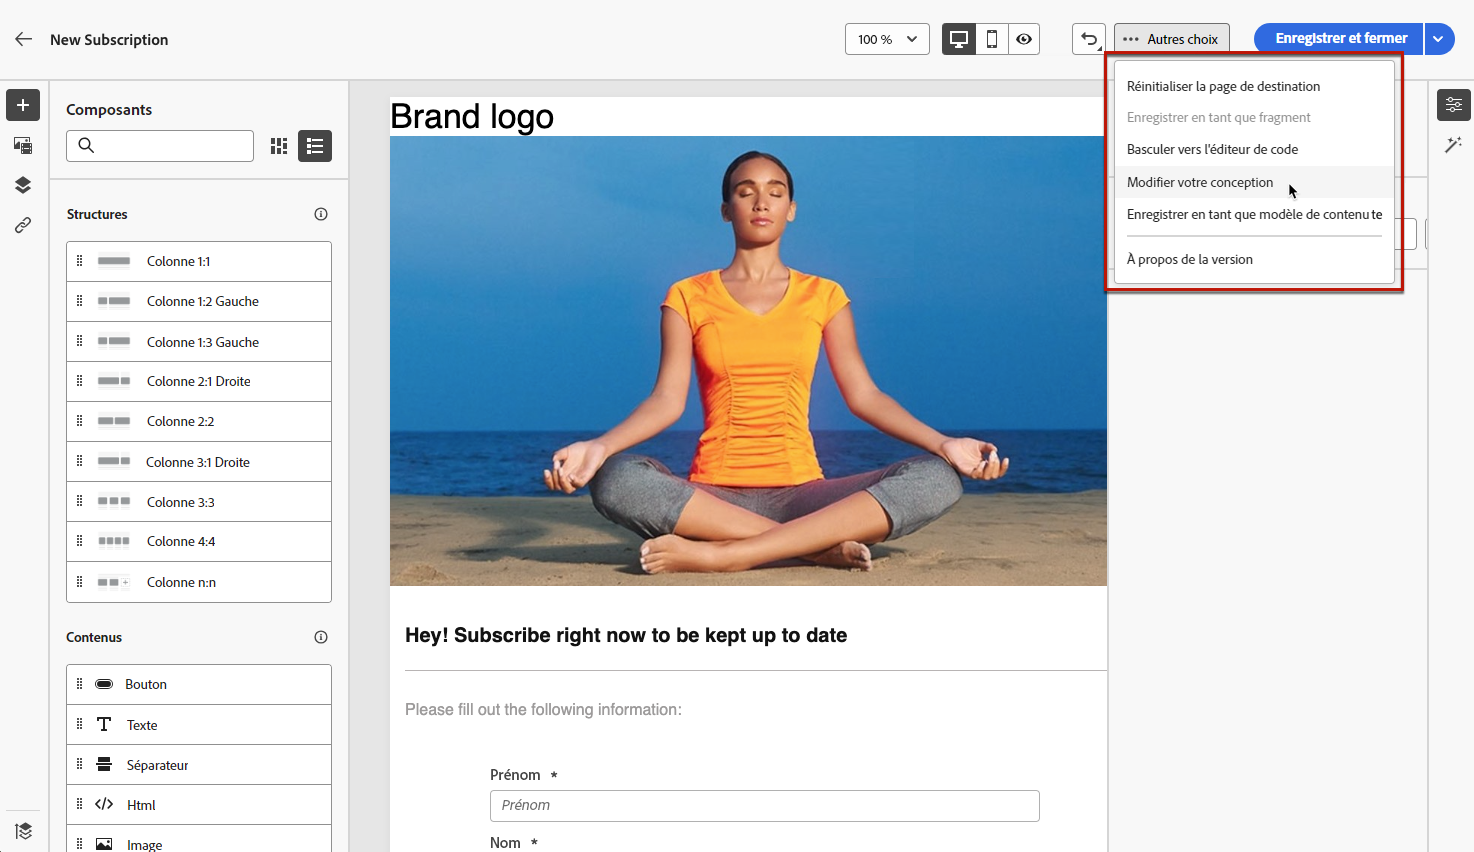 New Subscription
100 %
Autres choix
Enregistrer et fermer
Réinitialiser la page de destination
Enregistrer en tant que fragment
Basculer vers l'éditeur de code
Modifier votre conception
Enregistrer en tant que modèle de contenu te
À propos de la version
Composants
Structures
Colonne 1:1
Colonne 1:2 Gauche
Colonne 1:3 Gauche
Colonne 2:1 Droite
Colonne 2:2
Colonne 3:1 Droite
Colonne 3:3
Colonne 4:4
Colonne n:n
Contenus
Bouton
Texte
Séparateur
Html
Image
Brand logo
Hey! Subscribe right now to be kept up to date
Please fill out the following information:
Prénom *
Prénom
Nom *